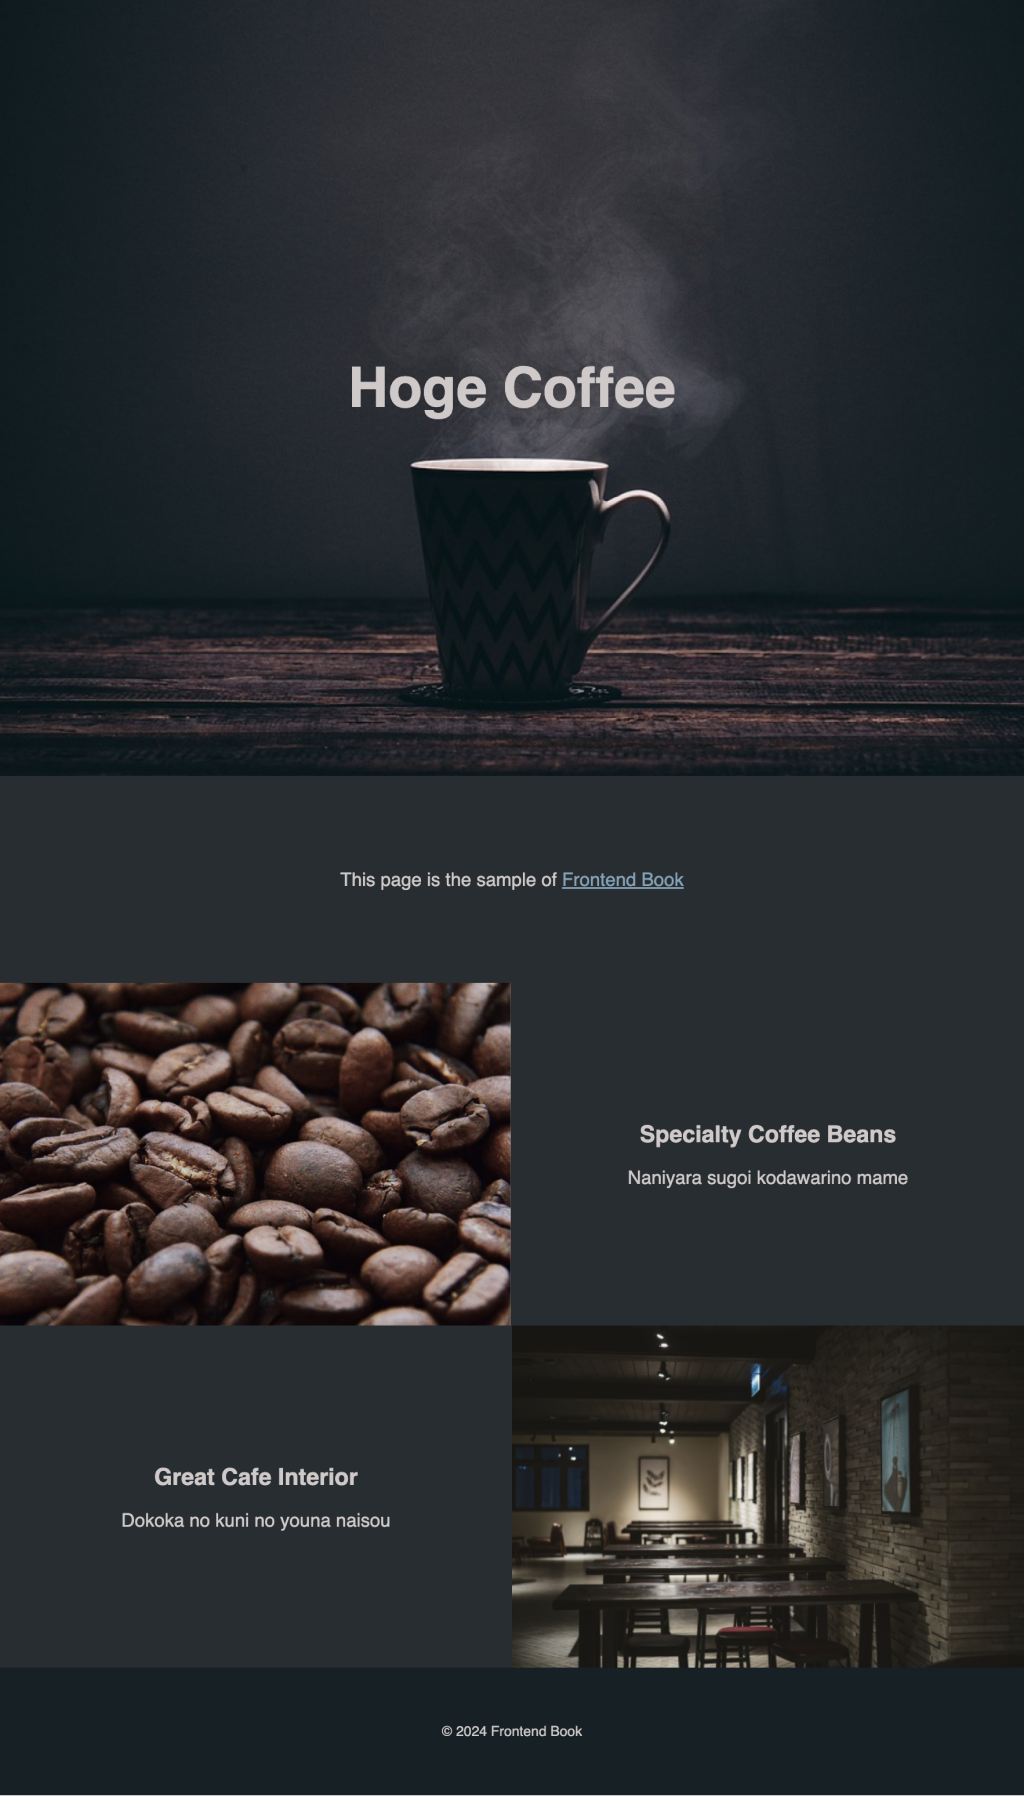 Hoge Coffee
This page is the sample of Frontend Book
Specialty Coffee Beans
Naniyara sugoi kodawarino mame
Great Cafe Interior
Dokoka no kuni no youna naisou
© 2024 Frontend Book